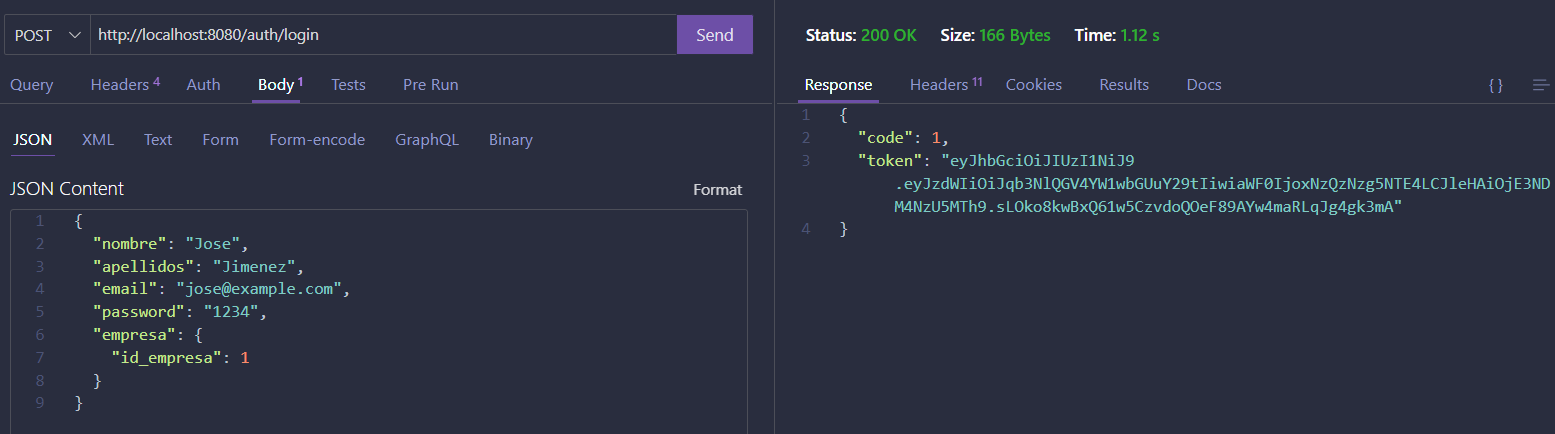 POST http://localhost:8080/auth/login Send
Query Headers 4 Auth Body 1 Tests Pre Run
JSON XML Text Form Form-encode GraphQL Binary
JSON Content Format
1 {
2 "nombre": "Jose",
3 "apellidos": "Jimenez",
4 "email": "jose@example.com",
5 "password": "1234",
6 "empresa": {
7 "id_empresa": 1
8 }
9 }
Status: 200 OK Size: 166 Bytes Time: 1.12 s
Response Headers 11 Cookies Results Docs { }
1 {
2 "code": 1,
3 "token": "eyJhbGciOiJIUzI1NiJ9
.eyJzdWIiOiJqb3NlQGV4YW1wbGUuY29tIiwiaWF0IjoxNzQzNzg5NTE4LCJleHAiOjE3ND
M4NzU5MTh9.sLOko8kwBxQ61w5CzvdoQOeF89AYw4maRLqJg4gk3mA"
4 }